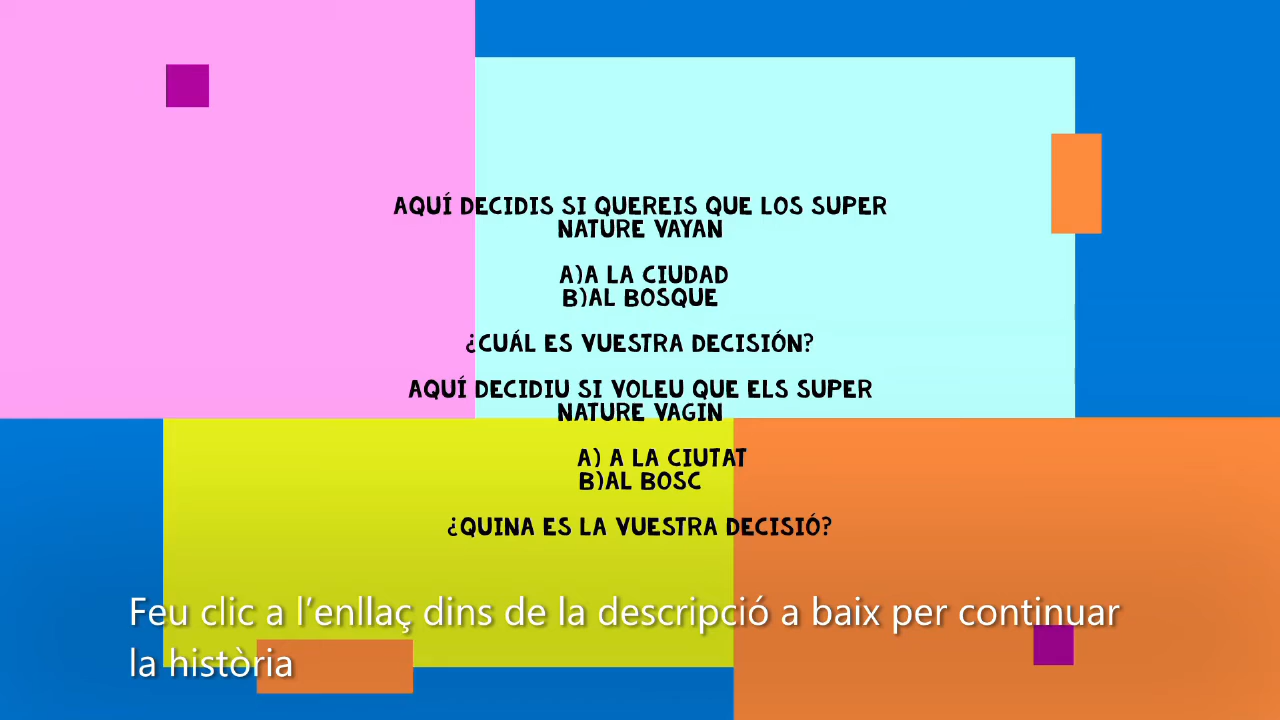 AQUÍ DECIDIS SI QUEREIS QUE LOS SUPER
NATURE VAYAN
A)A LA CIUDAD
B)AL BOSQUE
¿CUÁL ES VUESTRA DECISIÓN?
AQUÍ DECIDIU SI VOLEU QUE ELS SUPER
NATURE VAGIN
A) A LA CIUTAT
B)AL BOSC
¿QUINA ES LA VUESTRA DECISIÓ?
Feu clic a l'enllaç dins de la descripció a baix per continuar
la història